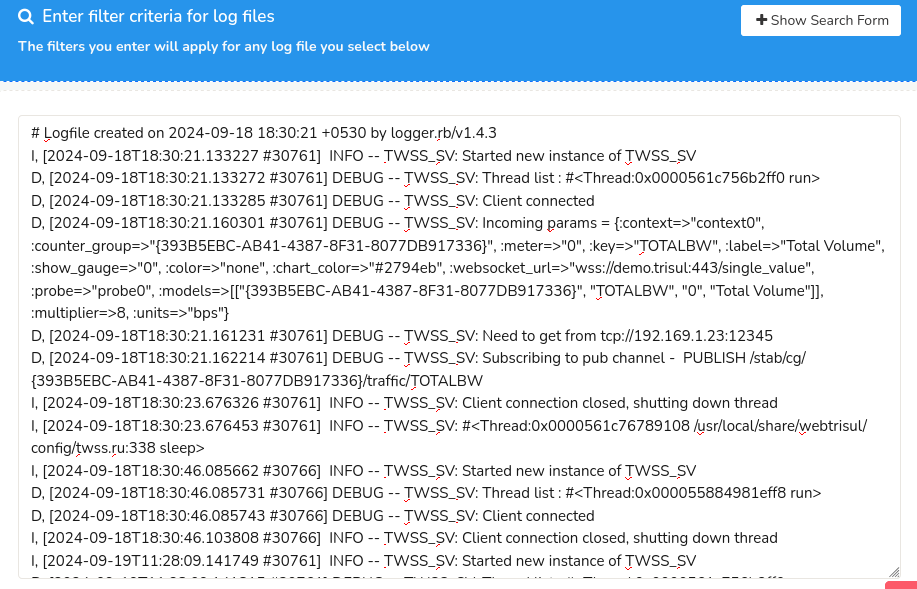 Enter filter criteria for log files
Show Search Form
The filters you enter will apply for any log file you select below
# Logfile created on 2024-09-18 18:30:21 +0530 by logger.rb/v1.4.3
I, [2024-09-18T18:30:21.133227 #30761]  INFO -- TWSS_SV: Started new instance of TWSS_SV
D, [2024-09-18T18:30:21.133272 #30761] DEBUG -- TWSS_SV: Thread list : #<Thread:0x0000561c756b2ff0 run>
D, [2024-09-18T18:30:21.133285 #30761] DEBUG -- TWSS_SV: Client connected
D, [2024-09-18T18:30:21.160301 #30761] DEBUG -- TWSS_SV: Incoming params = {:context=>"context0",
:counter_group=>"{393B5EBC-AB41-4387-8F31-8077DB917336}", :meter=>"0", :key=>"TOTALBW", :label=>"Total Volume",
:show_gauge=>"0", :color=>"none", :chart_color=>"#2794eb", :websocket_url=>"wss://demo.trisul:443/single_value",
:probe=>"probe0", :models=>[["{393B5EBC-AB41-4387-8F31-8077DB917336}", "TOTALBW", "0", "Total Volume"]],
:multiplier=>8, :units=>"bps"}
D, [2024-09-18T18:30:21.161231 #30761] DEBUG -- TWSS_SV: Need to get from tcp://192.169.1.23:12345
D, [2024-09-18T18:30:21.162214 #30761] DEBUG -- TWSS_SV: Subscribing to pub channel -  PUBLISH /stab/cg/
{393B5EBC-AB41-4387-8F31-8077DB917336}/traffic/TOTALBW
I, [2024-09-18T18:30:23.676326 #30761]  INFO -- TWSS_SV: Client connection closed, shutting down thread
I, [2024-09-18T18:30:23.676453 #30761]  INFO -- TWSS_SV: #<Thread:0x0000561c76789108 /usr/local/share/webtrisul/
config/twss.ru:338 sleep>
I, [2024-09-18T18:30:46.085662 #30766]  INFO -- TWSS_SV: Started new instance of TWSS_SV
D, [2024-09-18T18:30:46.085731 #30766] DEBUG -- TWSS_SV: Thread list : #<Thread:0x000055884981eff8 run>
D, [2024-09-18T18:30:46.085743 #30766] DEBUG -- TWSS_SV: Client connected
I, [2024-09-18T18:30:46.103808 #30766]  INFO -- TWSS_SV: Client connection closed, shutting down thread
I, [2024-09-19T11:28:09.141749 #30761]  INFO -- TWSS_SV: Started new instance of TWSS_SV